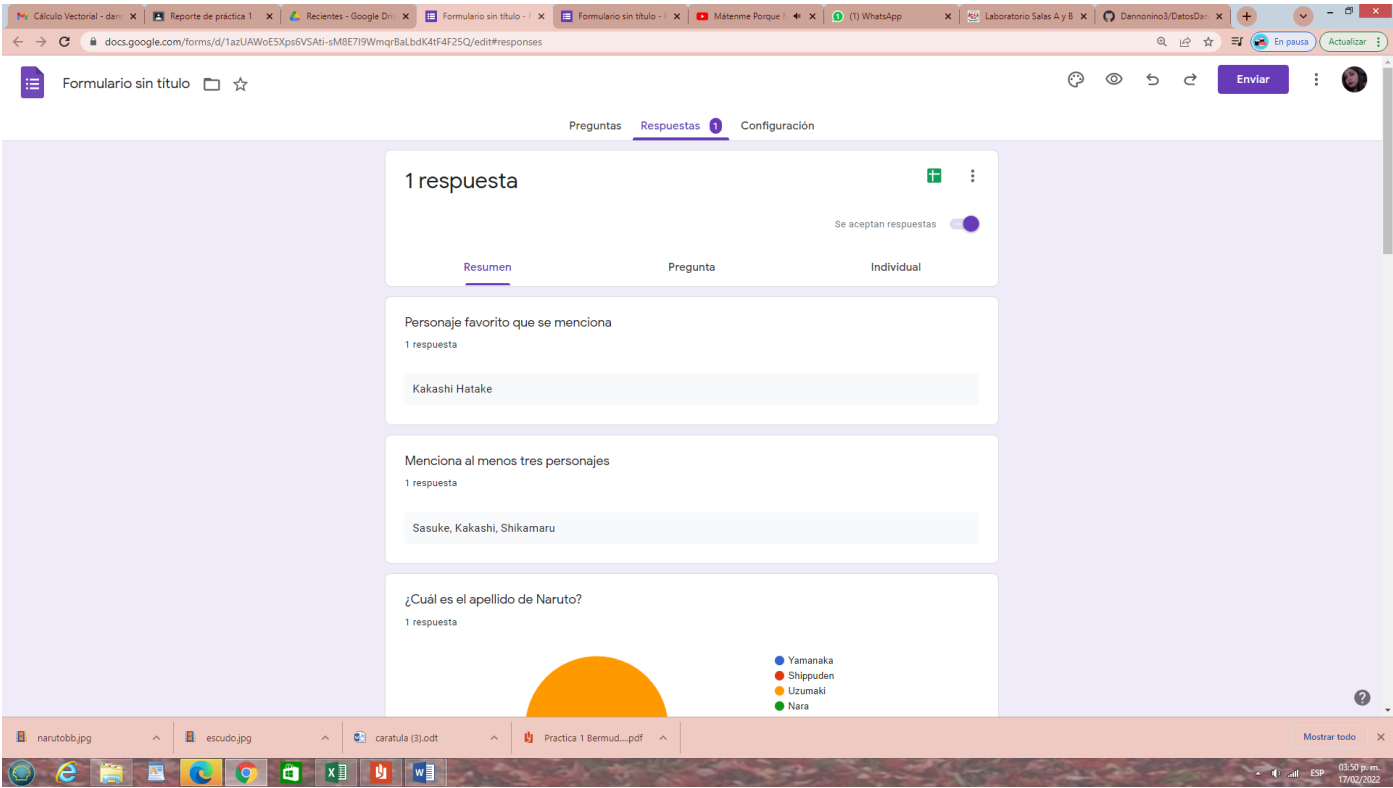 Cálculo Vectorial - dann
Reporte de práctica 1
Recientes - Google Driv
Formulario sin título -
Formulario sin título -
Mátenme Porque
(1) WhatsApp
Laboratorio Salas A y B
Dannonino3/DatosDan
docs.google.com/forms/d/1azUAWoE5Xps6VSAti-sM8E7I9WmqrBaLbdK4tF4F25Q/edit#responses
En pausa
Actualizar
Formulario sin título
Enviar
Preguntas Respuestas 1 Configuración
1 respuesta
Se aceptan respuestas
Resumen Pregunta Individual
Personaje favorito que se menciona
1 respuesta
Kakashi Hatake
Menciona al menos tres personajes
1 respuesta
Sasuke, Kakashi, Shikamaru
¿Cuál es el apellido de Naruto?
1 respuesta
Yamanaka
Shippuden
Uzumaki
Nara
narutobb.jpg
escudo.jpg
caratula (3).odt
Practica 1 Bermud....pdf
Mostrar todo
ESP
03:50 p. m.
17/02/2022